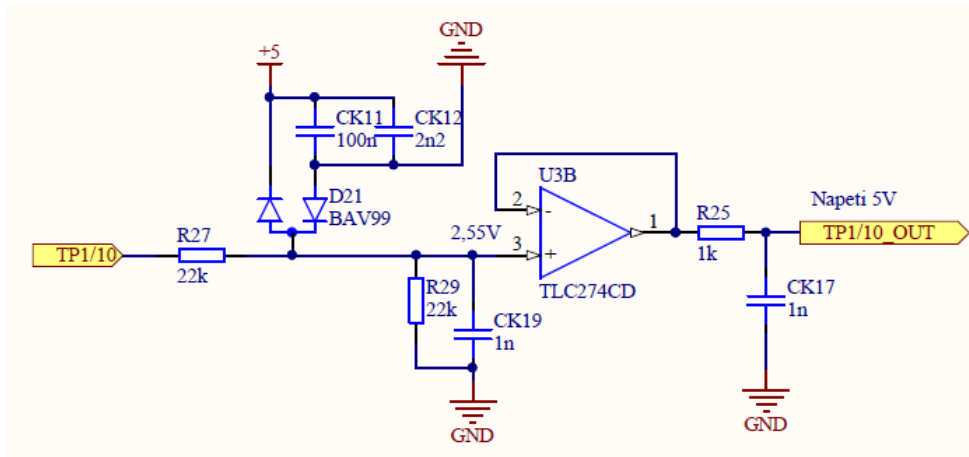 GND
+5
CK11
100n
CK12
2n2
D21
BAV99
U3B
2
-
1
3
+
TLC274CD
2,55V
R25
1k
Napeti 5V
TP1/10_OUT
TP1/10
R27
22k
R29
22k
CK19
1n
CK17
1n
GND
GND